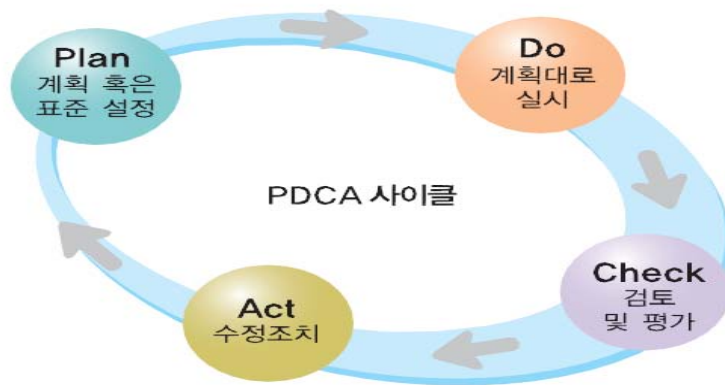 Plan
계획 혹은
표준 설정
Do
계획대로
실시
PDCA 사이클
Check
검토
및 평가
Act
수정조치